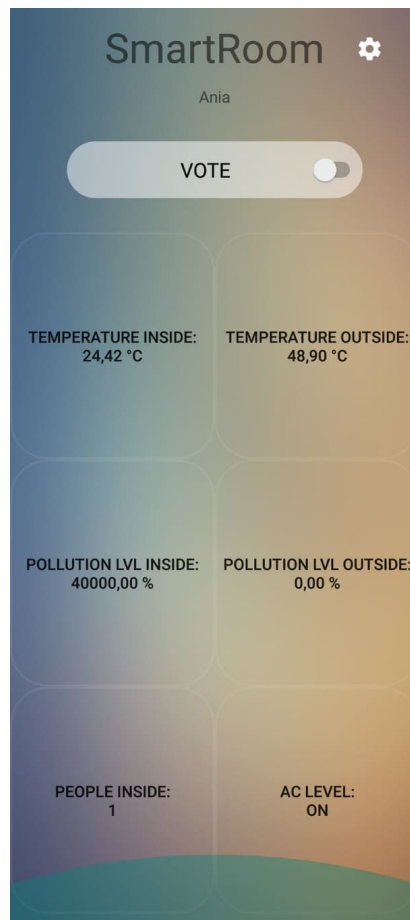 SmartRoom
Ania
VOTE
TEMPERATURE INSIDE:
24,42 °C
TEMPERATURE OUTSIDE:
48,90 °C
POLLUTION LVL INSIDE:
40000,00 %
POLLUTION LVL OUTSIDE:
0,00 %
PEOPLE INSIDE:
1
AC LEVEL:
ON